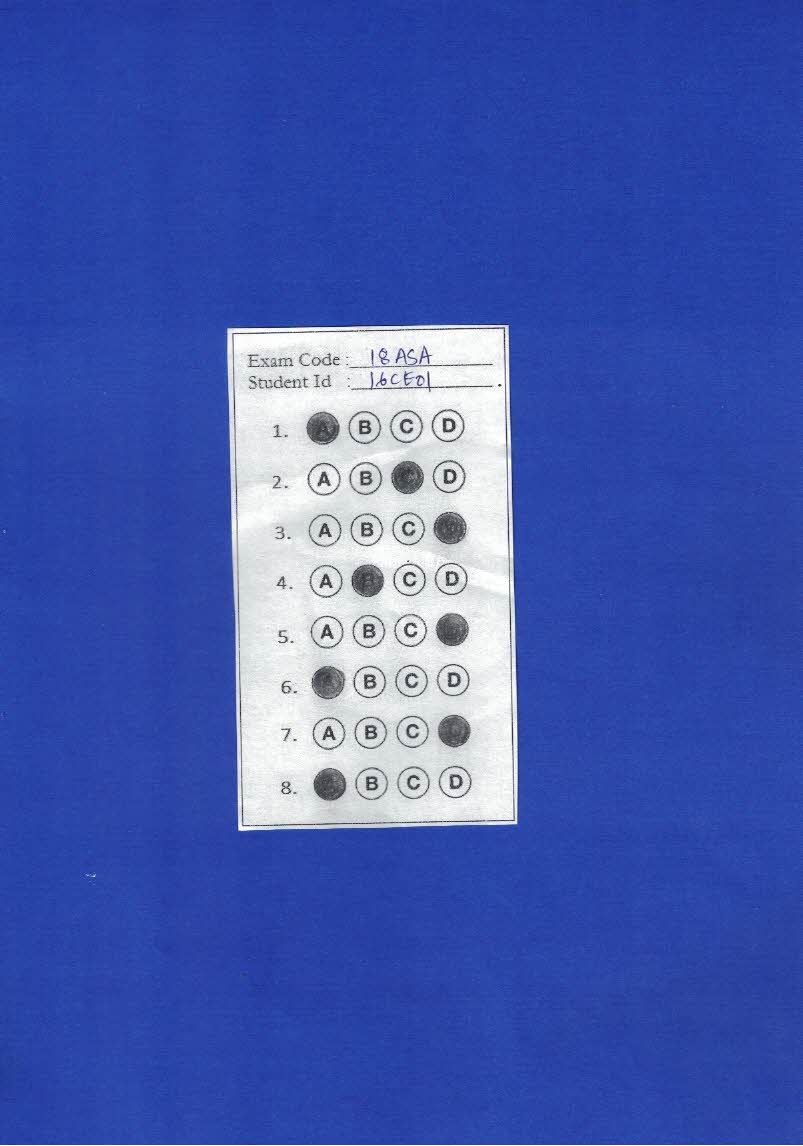 Exam Code : 18ASA
Student Id : 16CE01 .
1. A B C D
2. A B C D
3. A B C D
4. A B C D
5. A B C D
6. A B C D
7. A B C D
8. A B C D